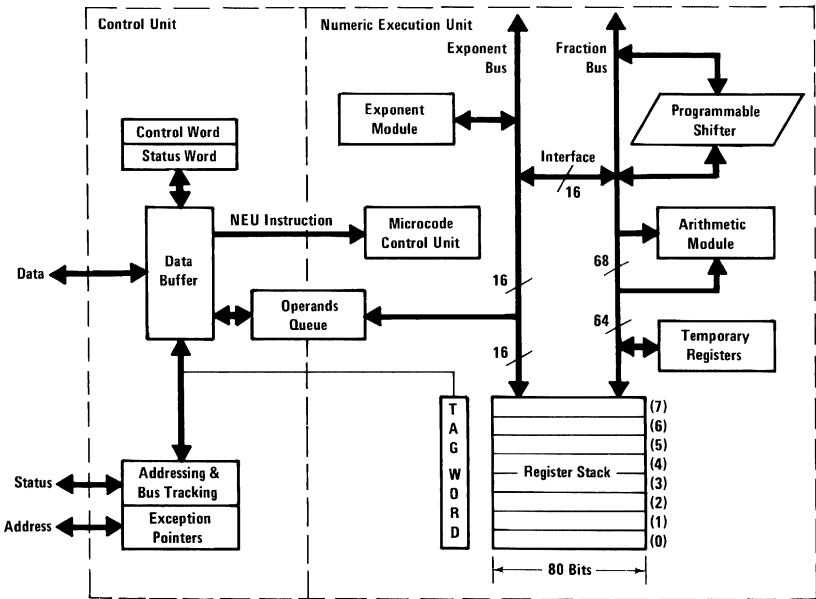 Control Unit
Numeric Execution Unit
Exponent
Bus
Fraction
Bus
Exponent
Module
Programmable
Shifter
Control Word
Status Word
Interface
16
NEU Instruction
Microcode
Control Unit
Arithmetic
Module
Data
Data
Buffer
68
16
Operands
Queue
64
16
Temporary
Registers
TAG WORD
(7)
(6)
(5)
(4)
Register Stack
(3)
(2)
(1)
(0)
Status
Addressing &
Bus Tracking
Address
Exception
Pointers
80 Bits